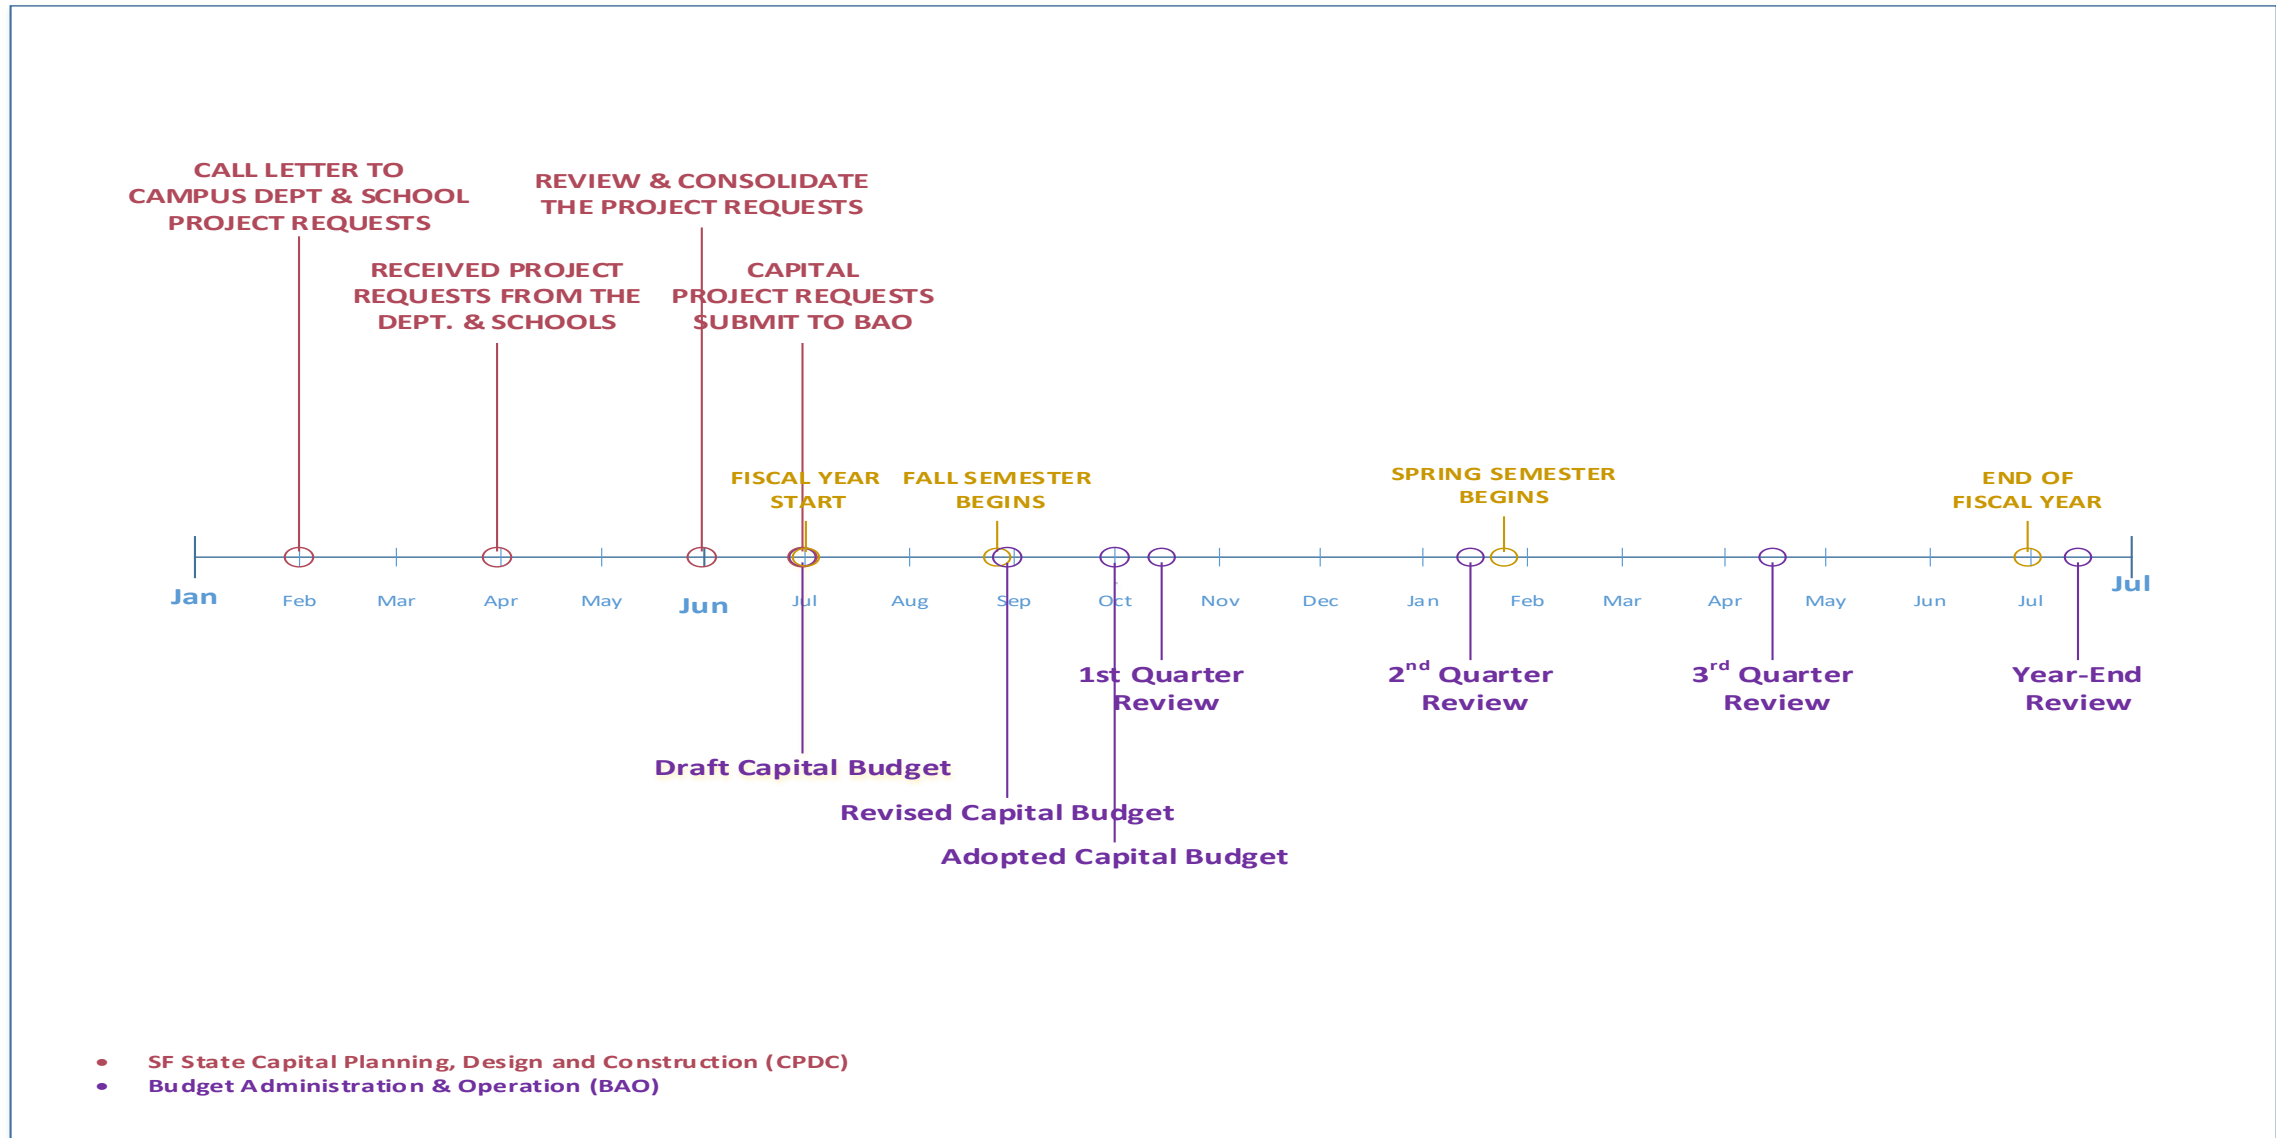 CALL LETTER TO
CAMPUS DEPT & SCHOOL
PROJECT REQUESTS
REVIEW & CONSOLIDATE
THE PROJECT REQUESTS
RECEIVED PROJECT
REQUESTS FROM THE
DEPT. & SCHOOLS
CAPITAL
PROJECT REQUESTS
SUBMIT TO BAO
FISCAL YEAR
START
FALL SEMESTER
BEGINS
SPRING SEMESTER
BEGINS
END OF
FISCAL YEAR
Jan
Feb
Mar
Apr
May
Jun
Jul
Aug
Sep
Oct
Nov
Dec
Jan
Feb
Mar
Apr
May
Jun
Jul
Jul
1st Quarter
Review
2nd Quarter
Review
3rd Quarter
Review
Year-End
Review
Draft Capital Budget
Revised Capital Budget
Adopted Capital Budget
• SF State Capital Planning, Design and Construction (CPDC)
• Budget Administration & Operation (BAO)